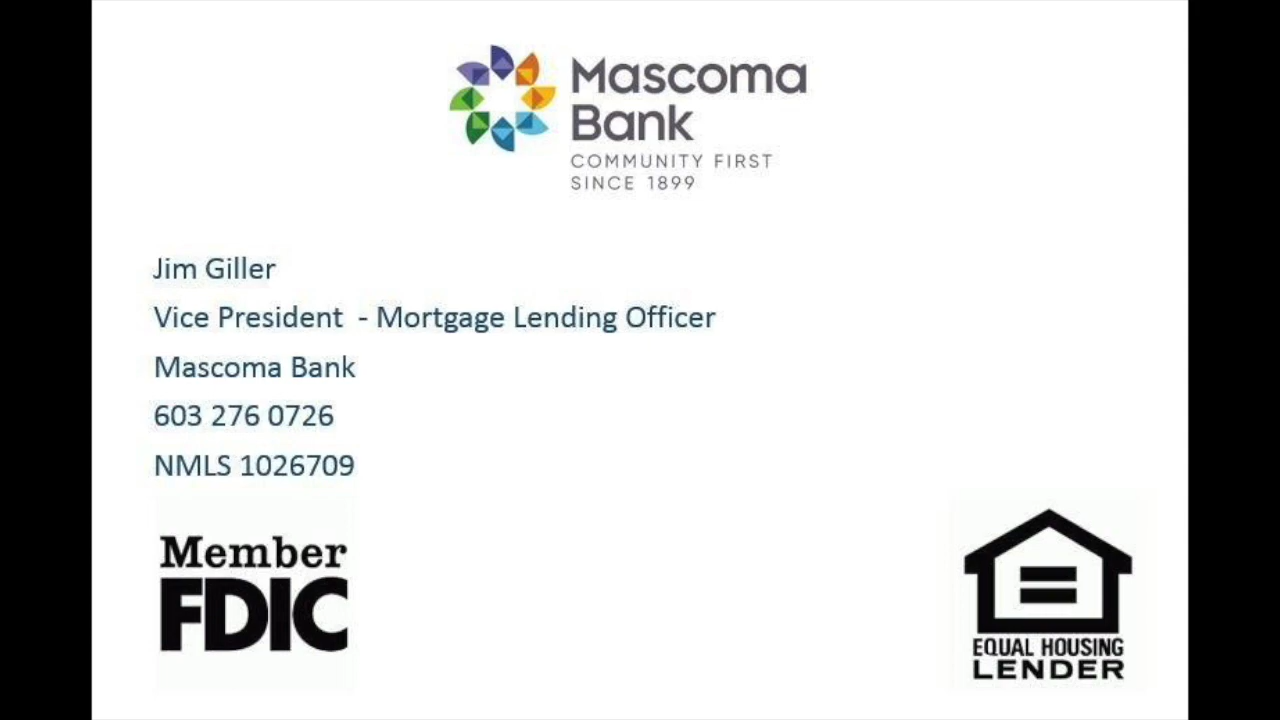 Mascoma
Bank
COMMUNITY FIRST
SINCE 1899
Jim Giller
Vice President - Mortgage Lending Officer
Mascoma Bank
603 276 0726
NMLS 1026709
Member
FDIC
EQUAL HOUSING
LENDER